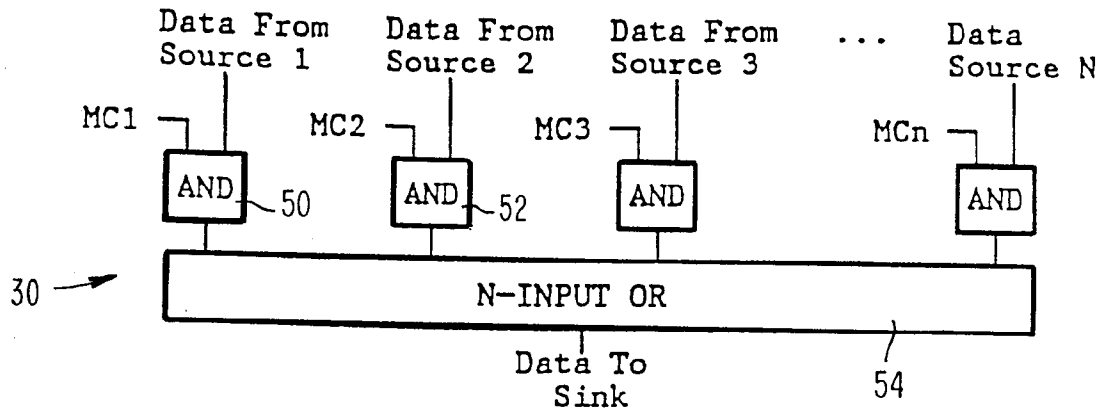 Data From Source 1
Data From Source 2
Data From Source 3
...
Data Source N
MC1
MC2
MC3
MCn
AND
50
AND
52
AND
AND
30
N-INPUT OR
54
Data To
Sink